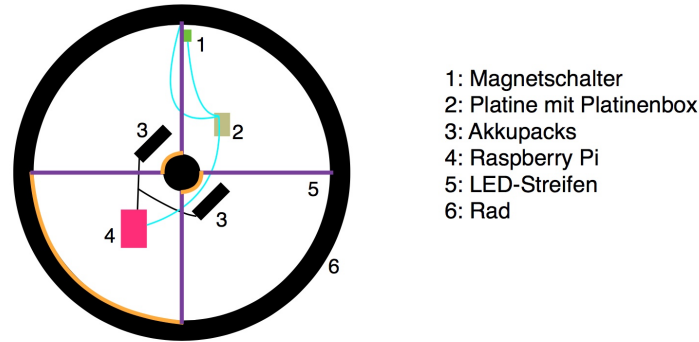 1
2
3
3
4
5
6
1: Magnetschalter
2: Platine mit Platinenbox
3: Akkupacks
4: Raspberry Pi
5: LED-Streifen
6: Rad